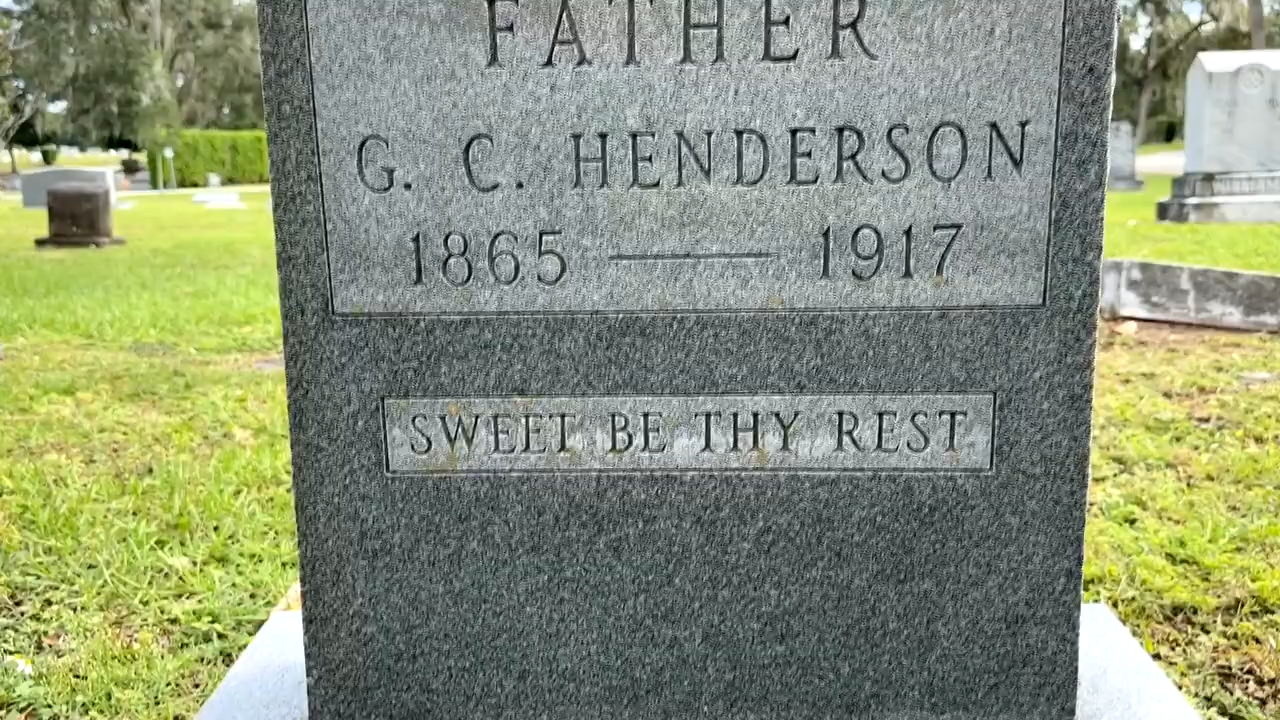 FATHER
G. C. HENDERSON
1865 — 1917
SWEET BE THY REST